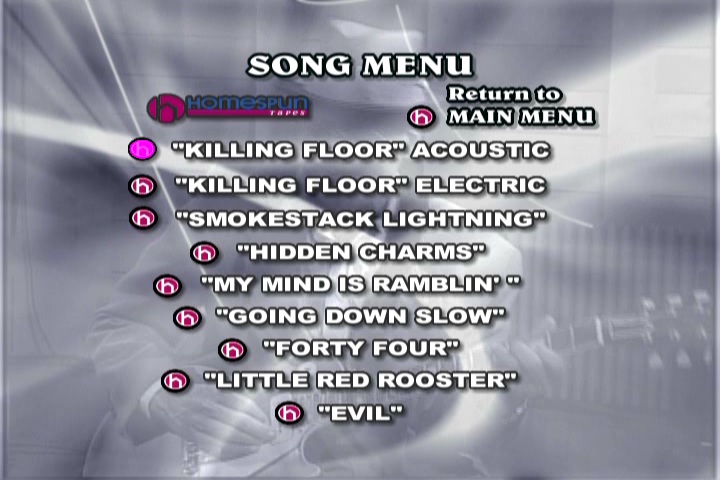 SONG MENU
HOMESPUN
TAPES
Return to
MAIN MENU
"KILLING FLOOR" ACOUSTIC
"KILLING FLOOR" ELECTRIC
"SMOKESTACK LIGHTNING"
"HIDDEN CHARMS"
"MY MIND IS RAMBLIN' "
"GOING DOWN SLOW"
"FORTY FOUR"
"LITTLE RED ROOSTER"
"EVIL"